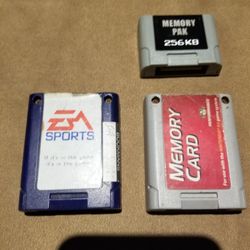 MEMORY
PAK
256KB
EA
SPORTS
If it's in the game
it's in the game
MEMORY
CARD